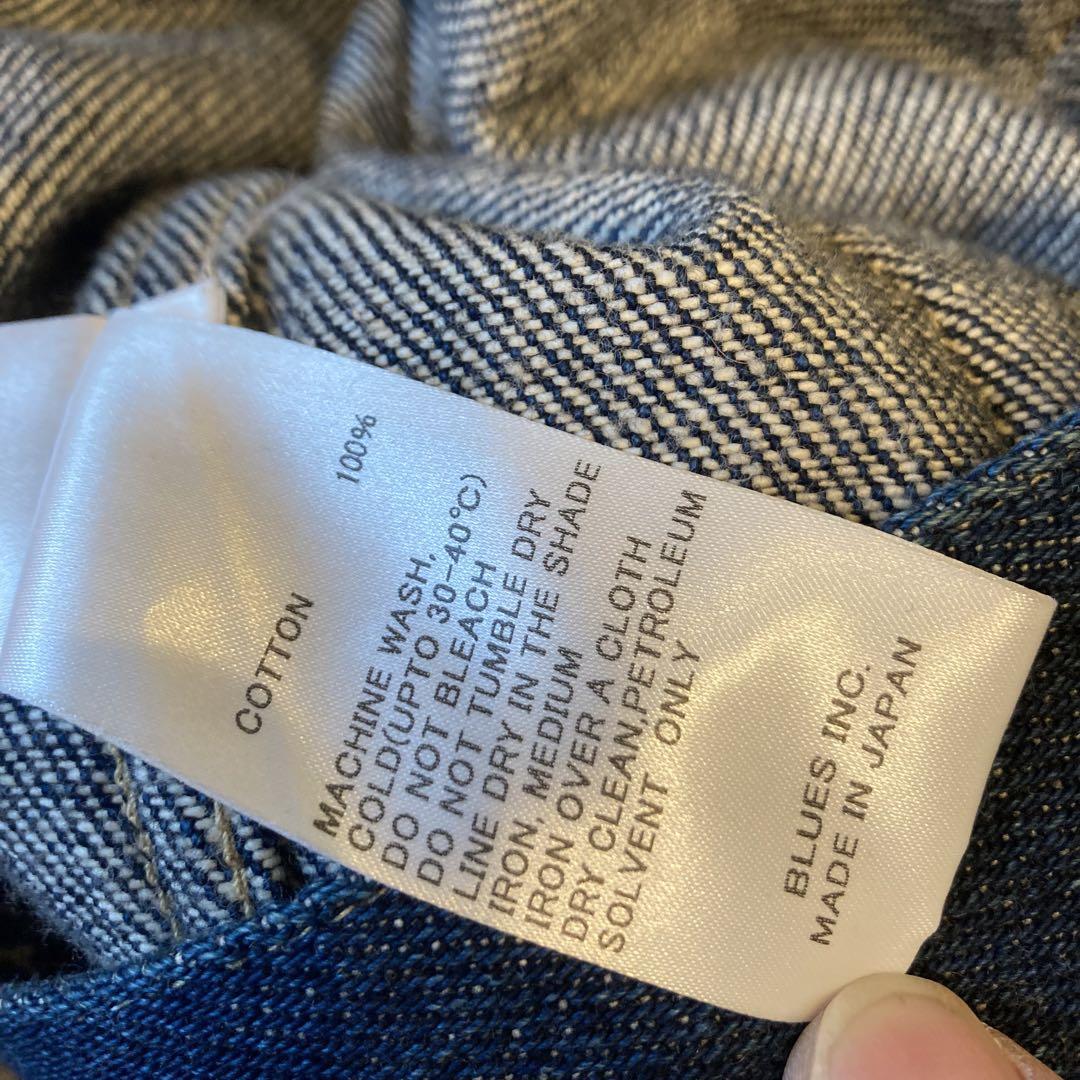 COTTON 100%
MACHINE WASH,
COLD(UPTO 30-40°C)
DO NOT BLEACH
DO NOT TUMBLE DRY
LINE DRY IN THE SHADE
IRON, MEDIUM
IRON OVER A CLOTH
DRY CLEAN,PETROLEUM
SOLVENT ONLY
BLUES INC.
MADE IN JAPAN